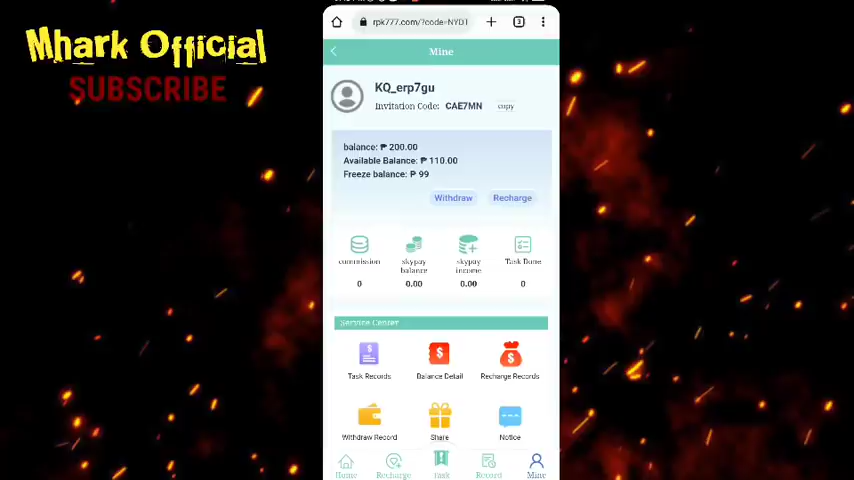 Mhark Official
SUBSCRIBE
rpk777.com/?code=NYDT
3
Mine
KQ_erp7gu
Invitation Code: CAE7MN copy
balance: ₱ 200.00
Available Balance: ₱ 110.00
Freeze balance: ₱ 99
Withdraw Recharge
commission skypay balance skypay income Task Done
0 0.00 0.00 0
Service Center
Task Records Balance Detail Recharge Records
Withdraw Record Share Notice
Home Recharge Task Record Mine